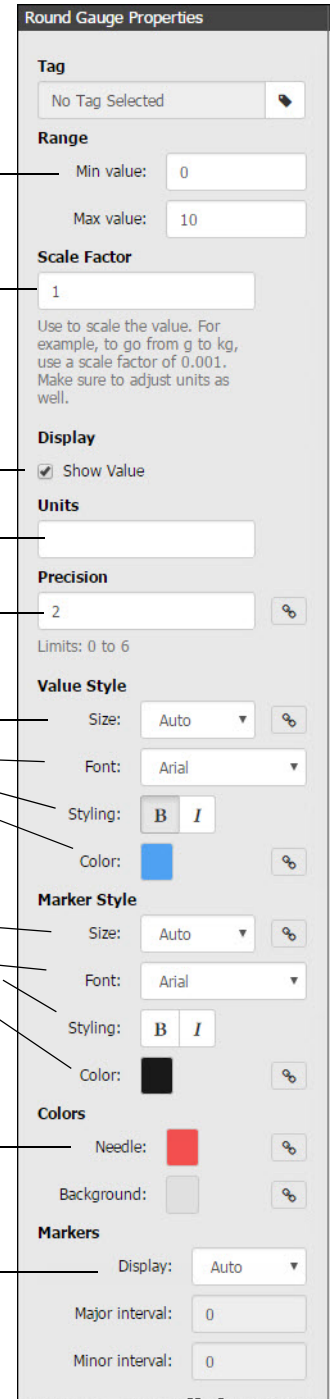 Round Gauge Properties
Tag
No Tag Selected
Range
Min value: 0
Max value: 10
Scale Factor
1
Use to scale the value. For
example, to go from g to kg,
use a scale factor of 0.001.
Make sure to adjust units as
well.
Display
Show Value
Units
Precision
2
Limits: 0 to 6
Value Style
Size: Auto
Font: Arial
Styling: B I
Color:
Marker Style
Size: Auto
Font: Arial
Styling: B I
Color:
Colors
Needle:
Background:
Markers
Display: Auto
Major interval: 0
Minor interval: 0